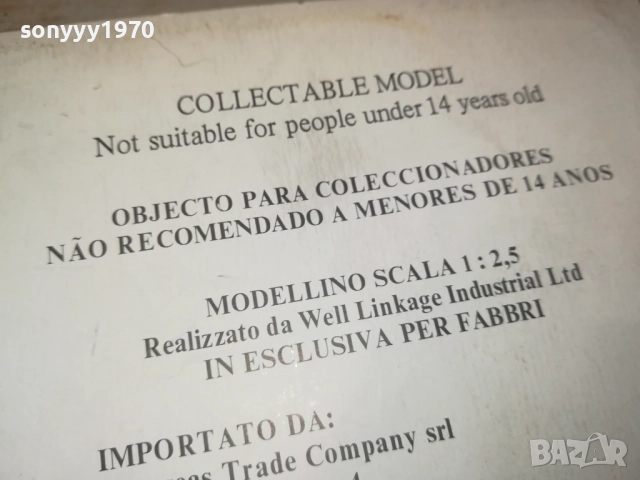 sonyyy1970
COLLECTABLE MODEL
Not suitable for people under 14 years old
OBJECTO PARA COLECCIONADORES
NÃO RECOMENDADO A MENORES DE 14 ANOS
MODELLINO SCALA 1 : 2,5
Realizzato da Well Linkage Industrial Ltd
IN ESCLUSIVA PER FABBRI
IMPORTATO DA:
Trade Company srl
BAZAR